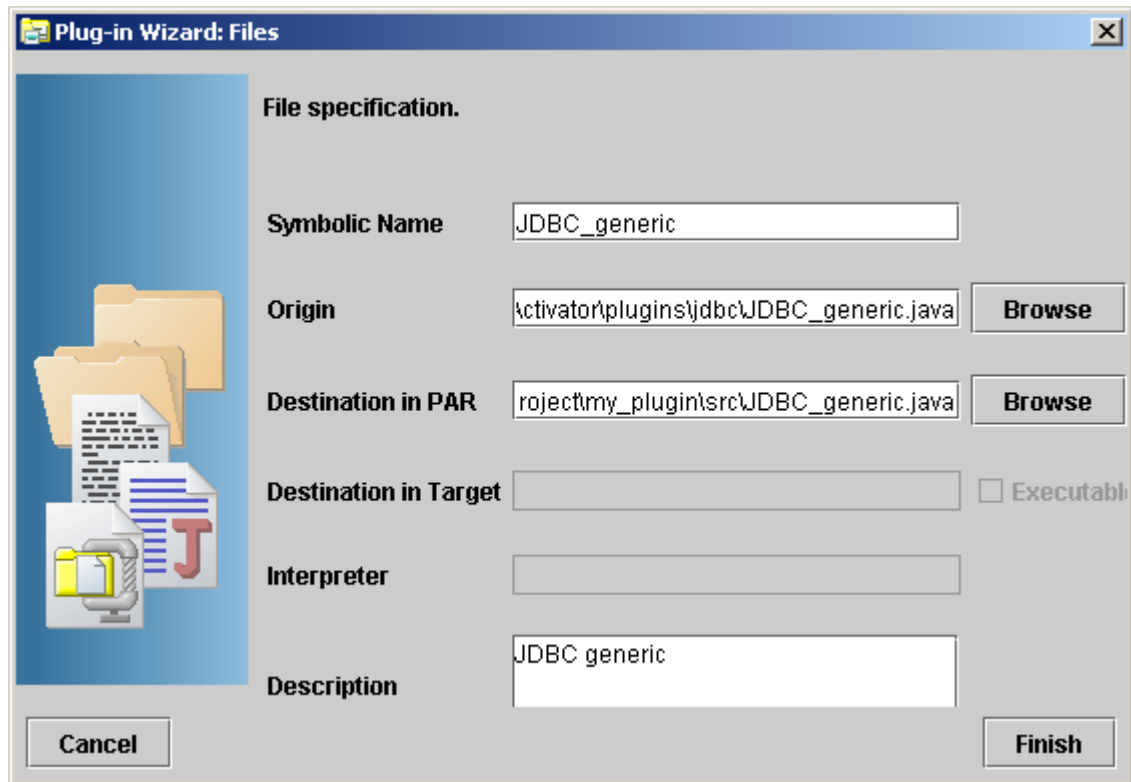 Plug-in Wizard: Files
File specification.
Symbolic Name JDBC_generic
Origin \ctivator\plugins\jdbc\JDBC_generic.java Browse
Destination in PAR roject\my_plugin\src\JDBC_generic.java Browse
Destination in Target Executabl
Interpreter
JDBC generic
Description
Cancel Finish